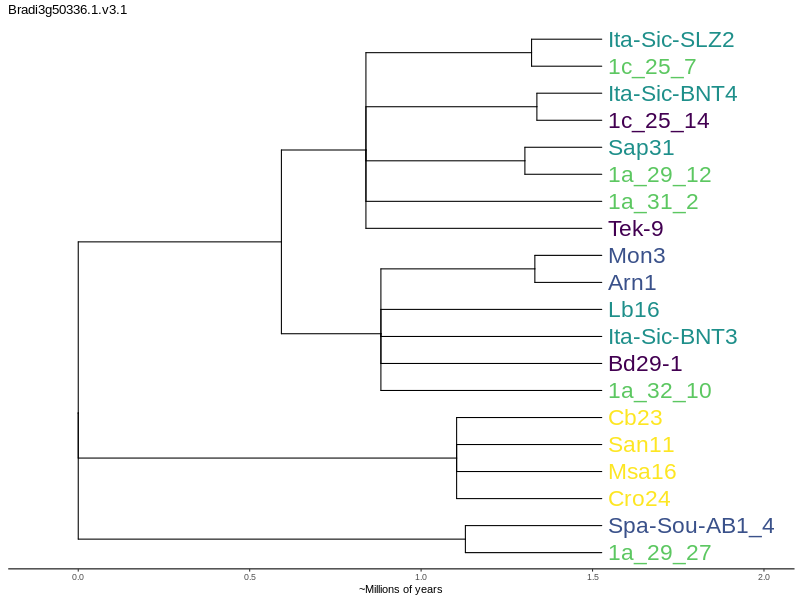 Bradi3g50336.1.v3.1
Ita-Sic-SLZ2
1c_25_7
Ita-Sic-BNT4
1c_25_14
Sap31
1a_29_12
1a_31_2
Tek-9
Mon3
Arn1
Lb16
Ita-Sic-BNT3
Bd29-1
1a_32_10
Cb23
San11
Msa16
Cro24
Spa-Sou-AB1_4
1a_29_27
0.0 0.5 1.0 1.5 2.0
~Millions of years